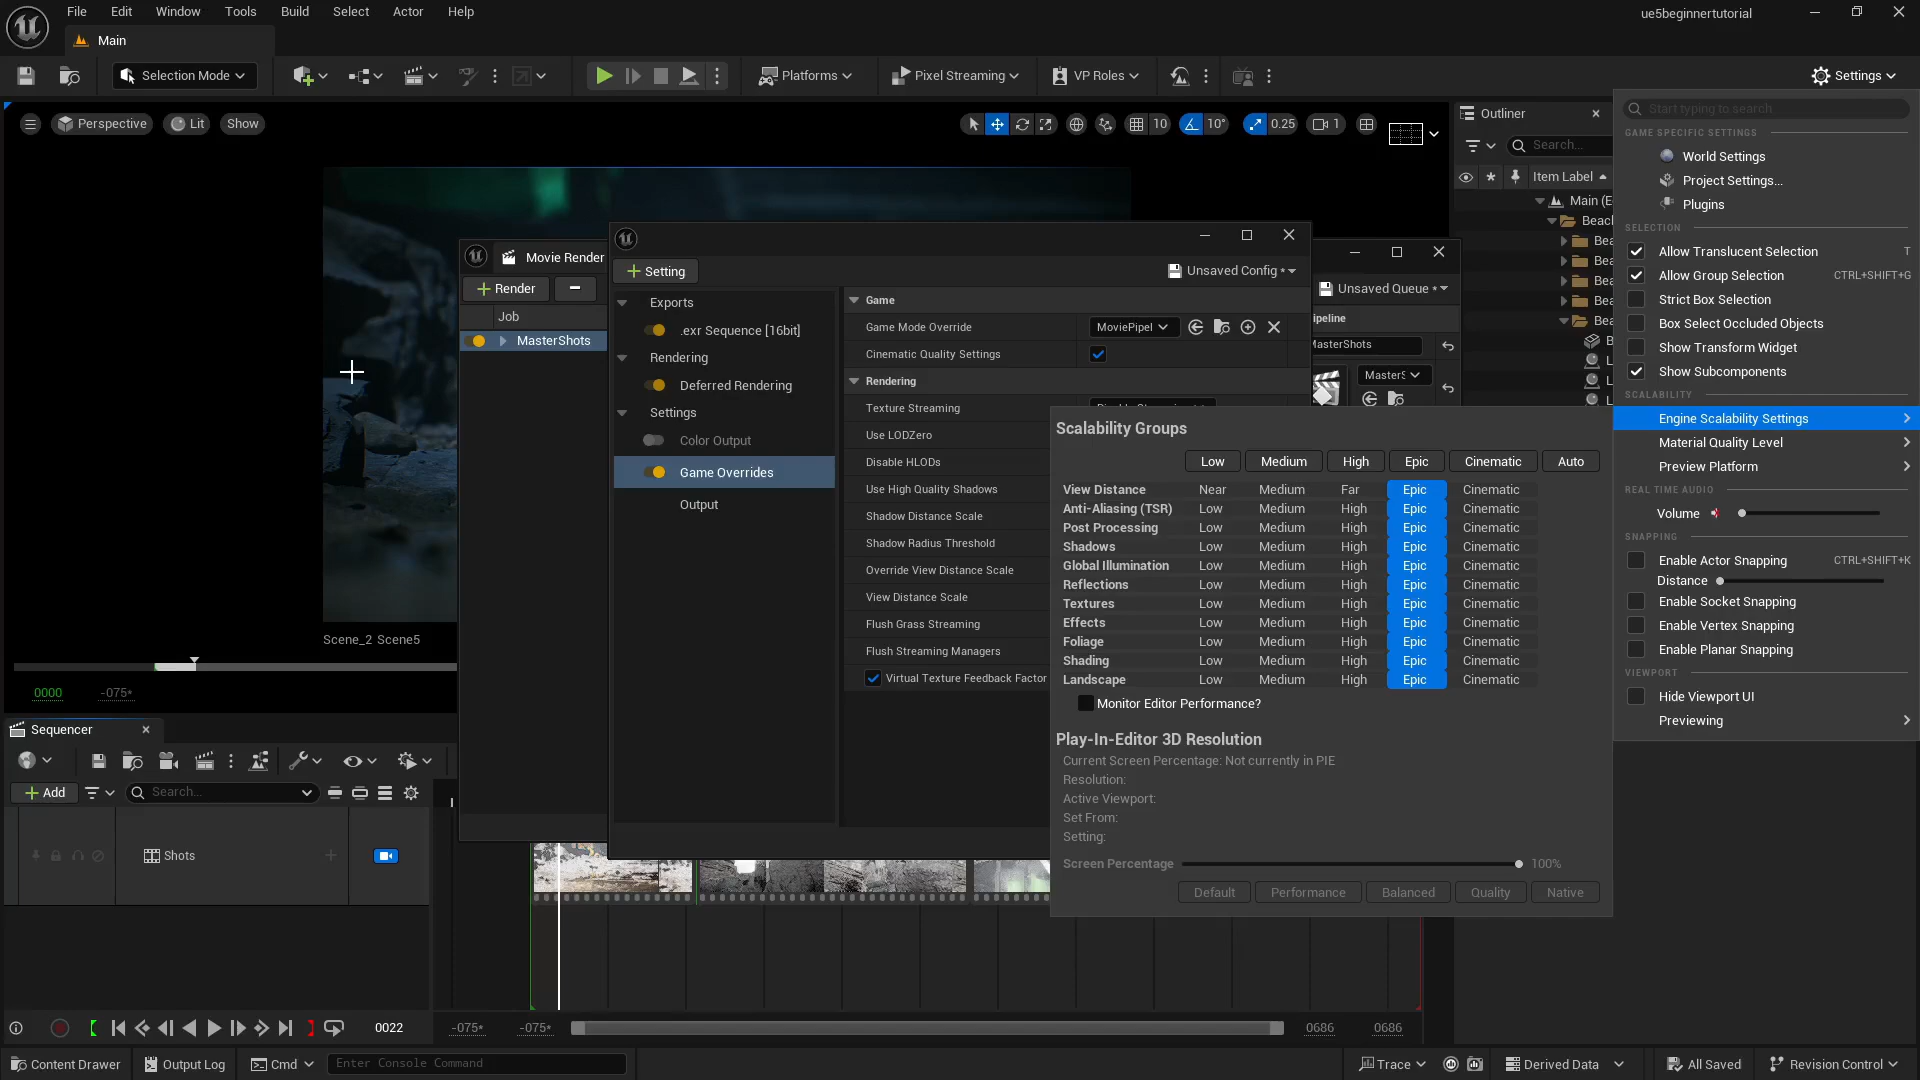 File Edit Window Tools Build Select Actor Help
ue5beginnertutorial
Main
Selection Mode
Platforms
Pixel Streaming
VP Roles
Settings
Perspective
Lit
Show
10
10°
0.25
1
Scene_2 Scene5
0000
-075*
Outliner
Search...
Item Label
Main (E
Beach
Bea
Bea
Bea
Bea
Bea
B
L
L
L
Movie Render
Render
Job
MasterShots
Unsaved Queue *
ipeline
MasterShots
MasterS
Setting
Unsaved Config *
Exports
.exr Sequence [16bit]
Rendering
Deferred Rendering
Settings
Color Output
Game Overrides
Output
Game
Game Mode Override
MoviePipel
Cinematic Quality Settings
Rendering
Texture Streaming
Use LODZero
Disable HLODs
Use High Quality Shadows
Shadow Distance Scale
Shadow Radius Threshold
Override View Distance Scale
View Distance Scale
Flush Grass Streaming
Flush Streaming Managers
Virtual Texture Feedback Factor
Scalability Groups
Low Medium High Epic Cinematic Auto
View Distance Near Medium Far Epic Cinematic
Anti-Aliasing (TSR) Low Medium High Epic Cinematic
Post Processing Low Medium High Epic Cinematic
Shadows Low Medium High Epic Cinematic
Global Illumination Low Medium High Epic Cinematic
Reflections Low Medium High Epic Cinematic
Textures Low Medium High Epic Cinematic
Effects Low Medium High Epic Cinematic
Foliage Low Medium High Epic Cinematic
Shading Low Medium High Epic Cinematic
Landscape Low Medium High Epic Cinematic
Monitor Editor Performance?
Play-In-Editor 3D Resolution
Current Screen Percentage: Not currently in PIE
Resolution:
Active Viewport:
Set From:
Setting:
Screen Percentage 100%
Default Performance Balanced Quality Native
Start typing to search
GAME SPECIFIC SETTINGS
World Settings
Project Settings...
Plugins
SELECTION
Allow Translucent Selection T
Allow Group Selection CTRL+SHIFT+G
Strict Box Selection
Box Select Occluded Objects
Show Transform Widget
Show Subcomponents
SCALABILITY
Engine Scalability Settings
Material Quality Level
Preview Platform
REAL TIME AUDIO
Volume
SNAPPING
Enable Actor Snapping CTRL+SHIFT+K
Distance
Enable Socket Snapping
Enable Vertex Snapping
Enable Planar Snapping
VIEWPORT
Hide Viewport UI
Previewing
Sequencer
Add
Search...
Shots
0022
-075*
-075*
0686
0686
Content Drawer
Output Log
Cmd
Enter Console Command
Trace
Derived Data
All Saved
Revision Control